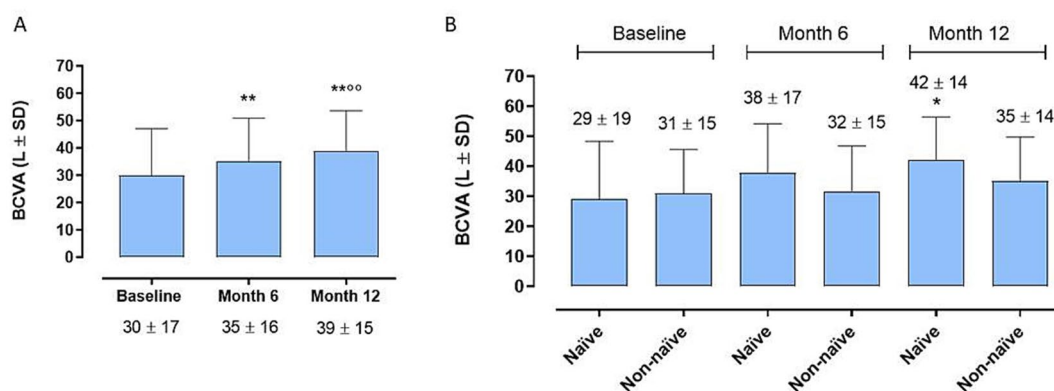 A
BCVA (L ± SD)
70
60
50
40
30
20
10
0
**
**°°
Baseline Month 6 Month 12
30 ± 17 35 ± 16 39 ± 15
B
Baseline Month 6 Month 12
BCVA (L ± SD)
70
60
50
40
30
20
10
0
29 ± 19 31 ± 15 38 ± 17 32 ± 15 42 ± 14 35 ± 14
*
Naïve Non-naïve Naïve Non-naïve Naïve Non-naïve